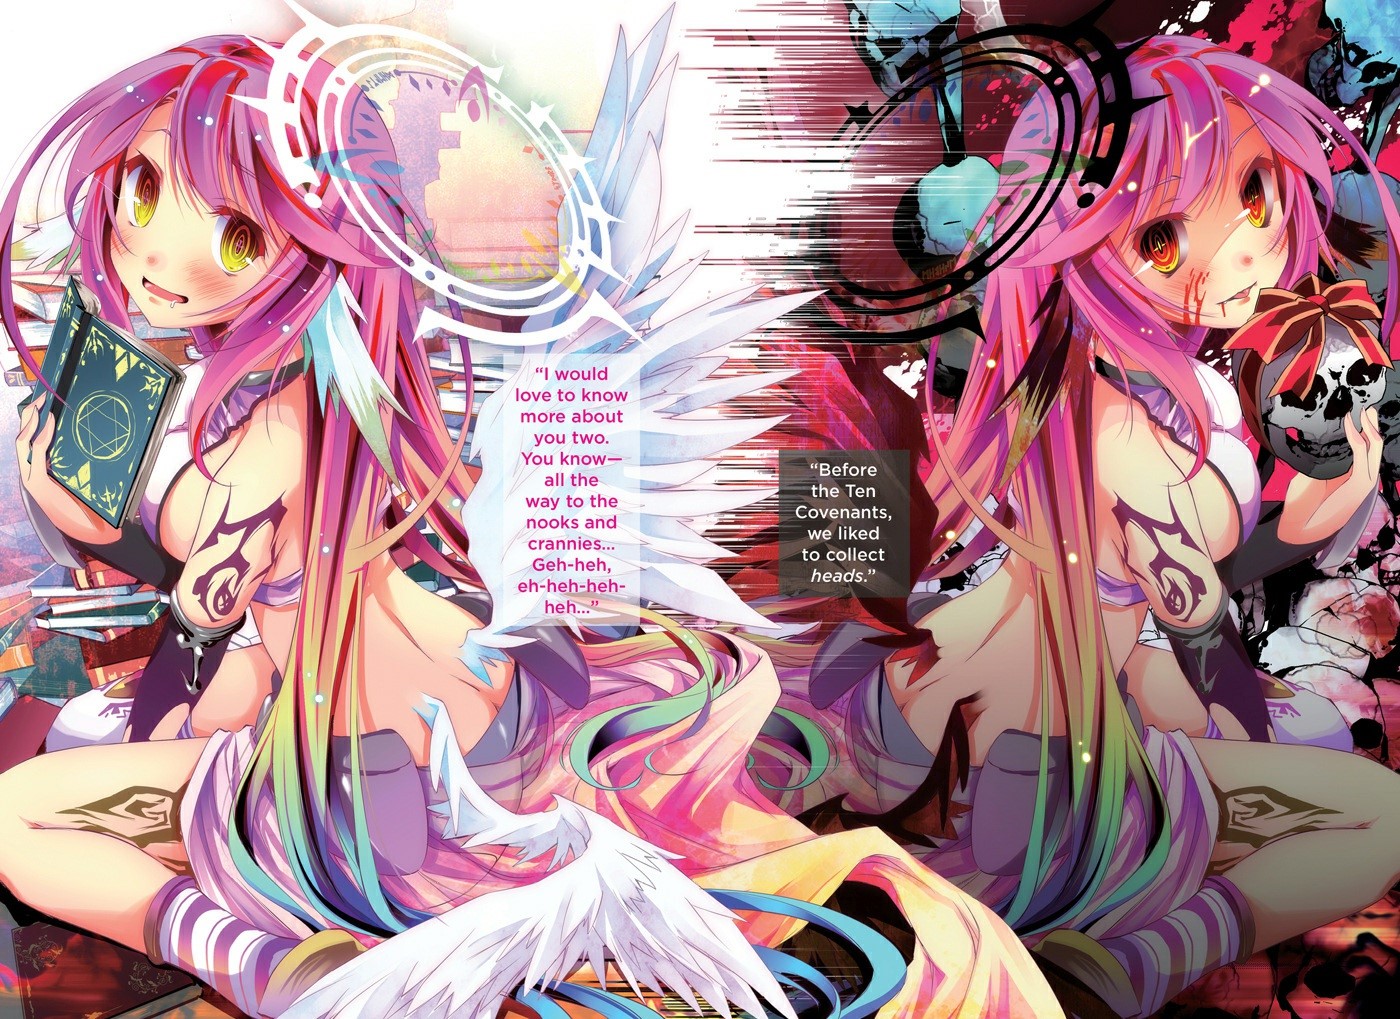 “I would
love to know
more about
you two.
You know—
all the
way to the
nooks and
crannies...
Geh-heh,
eh-heh-heh-
heh...”
“Before
the Ten
Covenants,
we liked
to collect
heads.”